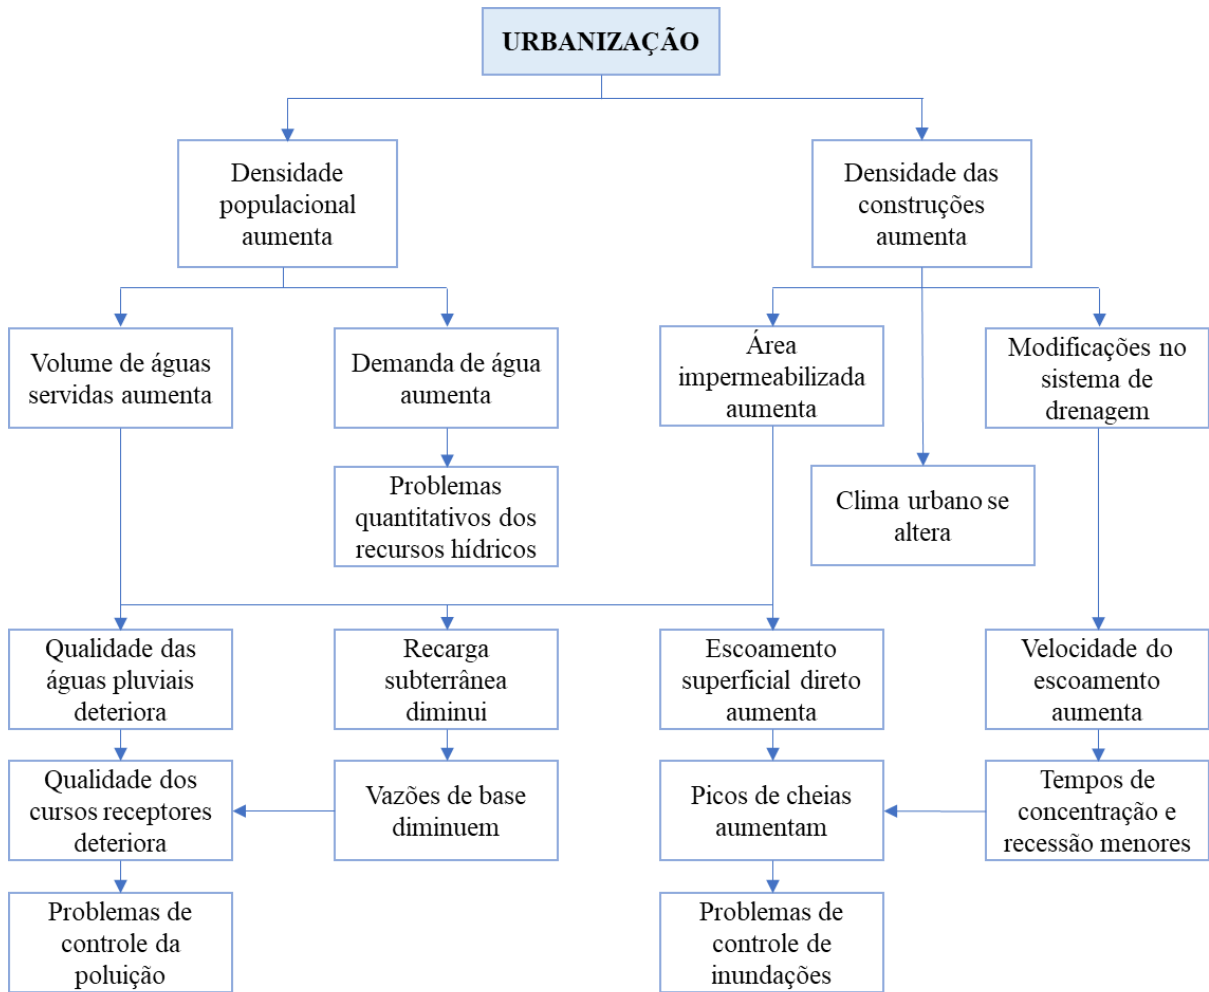 URBANIZAÇÃO
Densidade
populacional
aumenta
Densidade das
construções
aumenta
Volume de águas
servidas aumenta
Demanda de água
aumenta
Área
impermeabilizada
aumenta
Modificações no
sistema de
drenagem
Problemas
quantitativos dos
recursos hídricos
Clima urbano se
altera
Qualidade das
águas pluviais
deteriora
Recarga
subterrânea
diminui
Escoamento
superficial direto
aumenta
Velocidade do
escoamento
aumenta
Qualidade dos
cursos receptores
deteriora
Vazões de base
diminuem
Picos de cheias
aumentam
Tempos de
concentração e
recessão menores
Problemas de
controle da
poluição
Problemas de
controle de
inundações